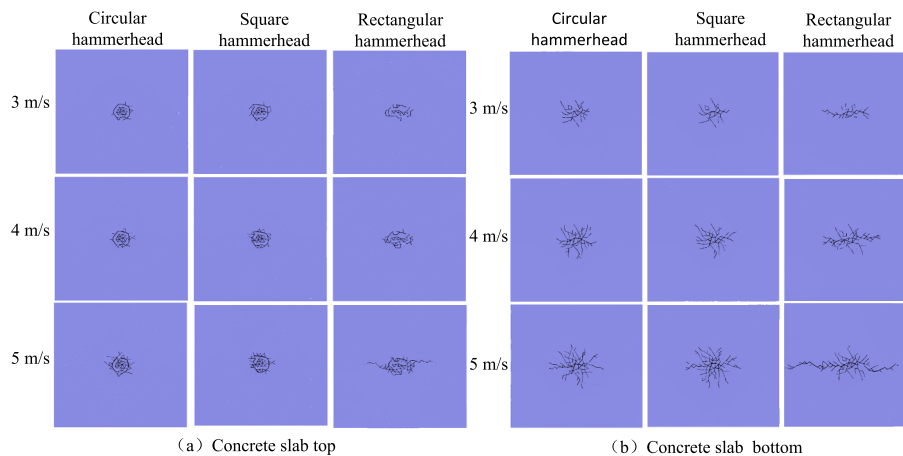 Circular
hammerhead
Square
hammerhead
Rectangular
hammerhead
3 m/s
4 m/s
5 m/s
（a）Concrete slab top
Circular
hammerhead
Square
hammerhead
Rectangular
hammerhead
3 m/s
4 m/s
5 m/s
（b）Concrete slab bottom